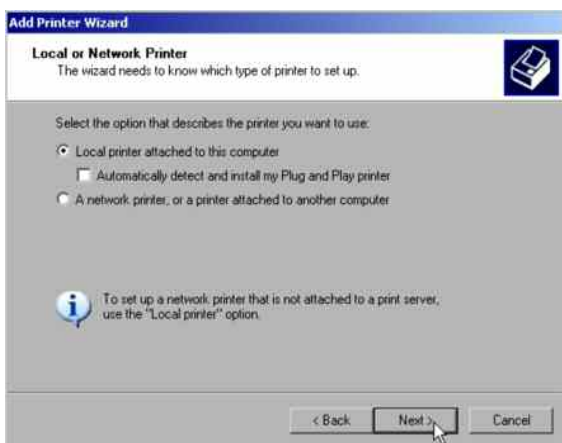 Add Printer Wizard
Local or Network Printer
The wizard needs to know which type of printer to set up.
Select the option that describes the printer you want to use:
Local printer attached to this computer
Automatically detect and install my Plug and Play printer
A network printer, or a printer attached to another computer
To set up a network printer that is not attached to a print server,
use the "Local printer" option.
< Back
Next >
Cancel